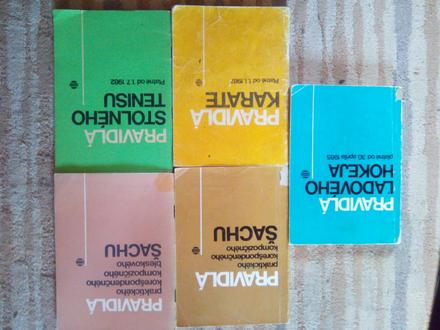 PRAVIDLÁ
ĽADOVÉHO
HOKEJA
platné od 30. apríla 1985
PRAVIDLÁ
praktického
korešpondenčného
kompozičného
ŠACHU
PRAVIDLÁ
praktického
korešpondenčného
kompozičného
bleskového
ŠACHU
PRAVIDLÁ
KARATE
Platné od 1.1.1987
PRAVIDLÁ
STOLNÉHO
TENISU
Platné od 1.7.1982